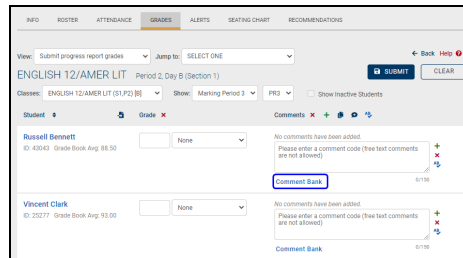 INFO ROSTER ATTENDANCE GRADES ALERTS SEATING CHART RECOMMENDATIONS
View: Submit progress report grades Jump to: SELECT ONE Back Help
ENGLISH 12/AMER LIT Period 2, Day B (Section 1) SUBMIT CLEAR
Classes: ENGLISH 12/AMER LIT (S1,P2) [B] Show: Marking Period 3 PR3 Show Inactive Students
Student Grade Comments
Russell Bennett
ID: 43043 Grade Book Avg: 88.50
None
No comments have been added.
Please enter a comment code (free text comments
are not allowed)
Comment Bank 0/198
Vincent Clark
ID: 25277 Grade Book Avg: 93.00
None
No comments have been added.
Please enter a comment code (free text comments
are not allowed)
Comment Bank 0/198